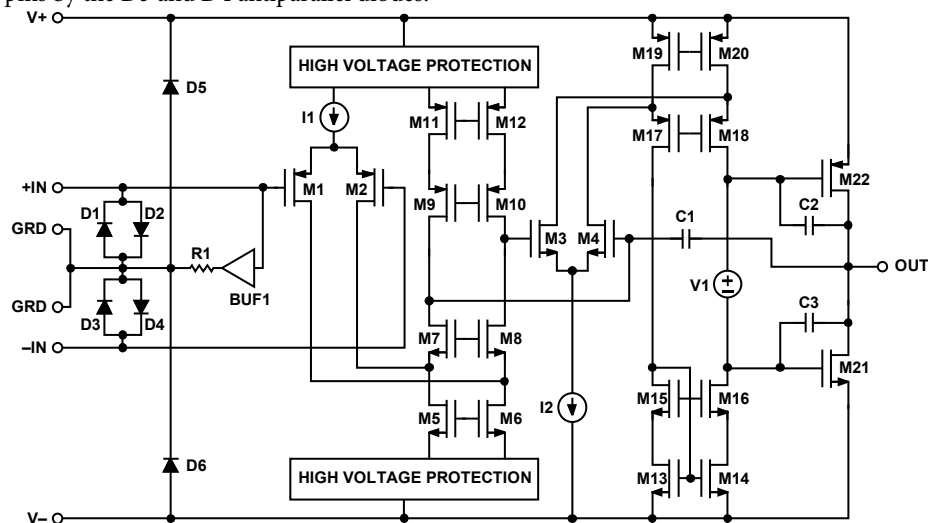 pins by the D3 and D4 antiparallel diodes.
V+
M19
M20
HIGH VOLTAGE PROTECTION
D5
I1
M11
M12
M17
M18
+IN
M1
M2
M22
D1
D2
M9
M10
C2
GRD
R1
M3
M4
C1
BUF1
OUT
GRD
V1
D3
D4
C3
–IN
M7
M8
M21
M5
M6
I2
M15
M16
D6
HIGH VOLTAGE PROTECTION
M13
M14
V–